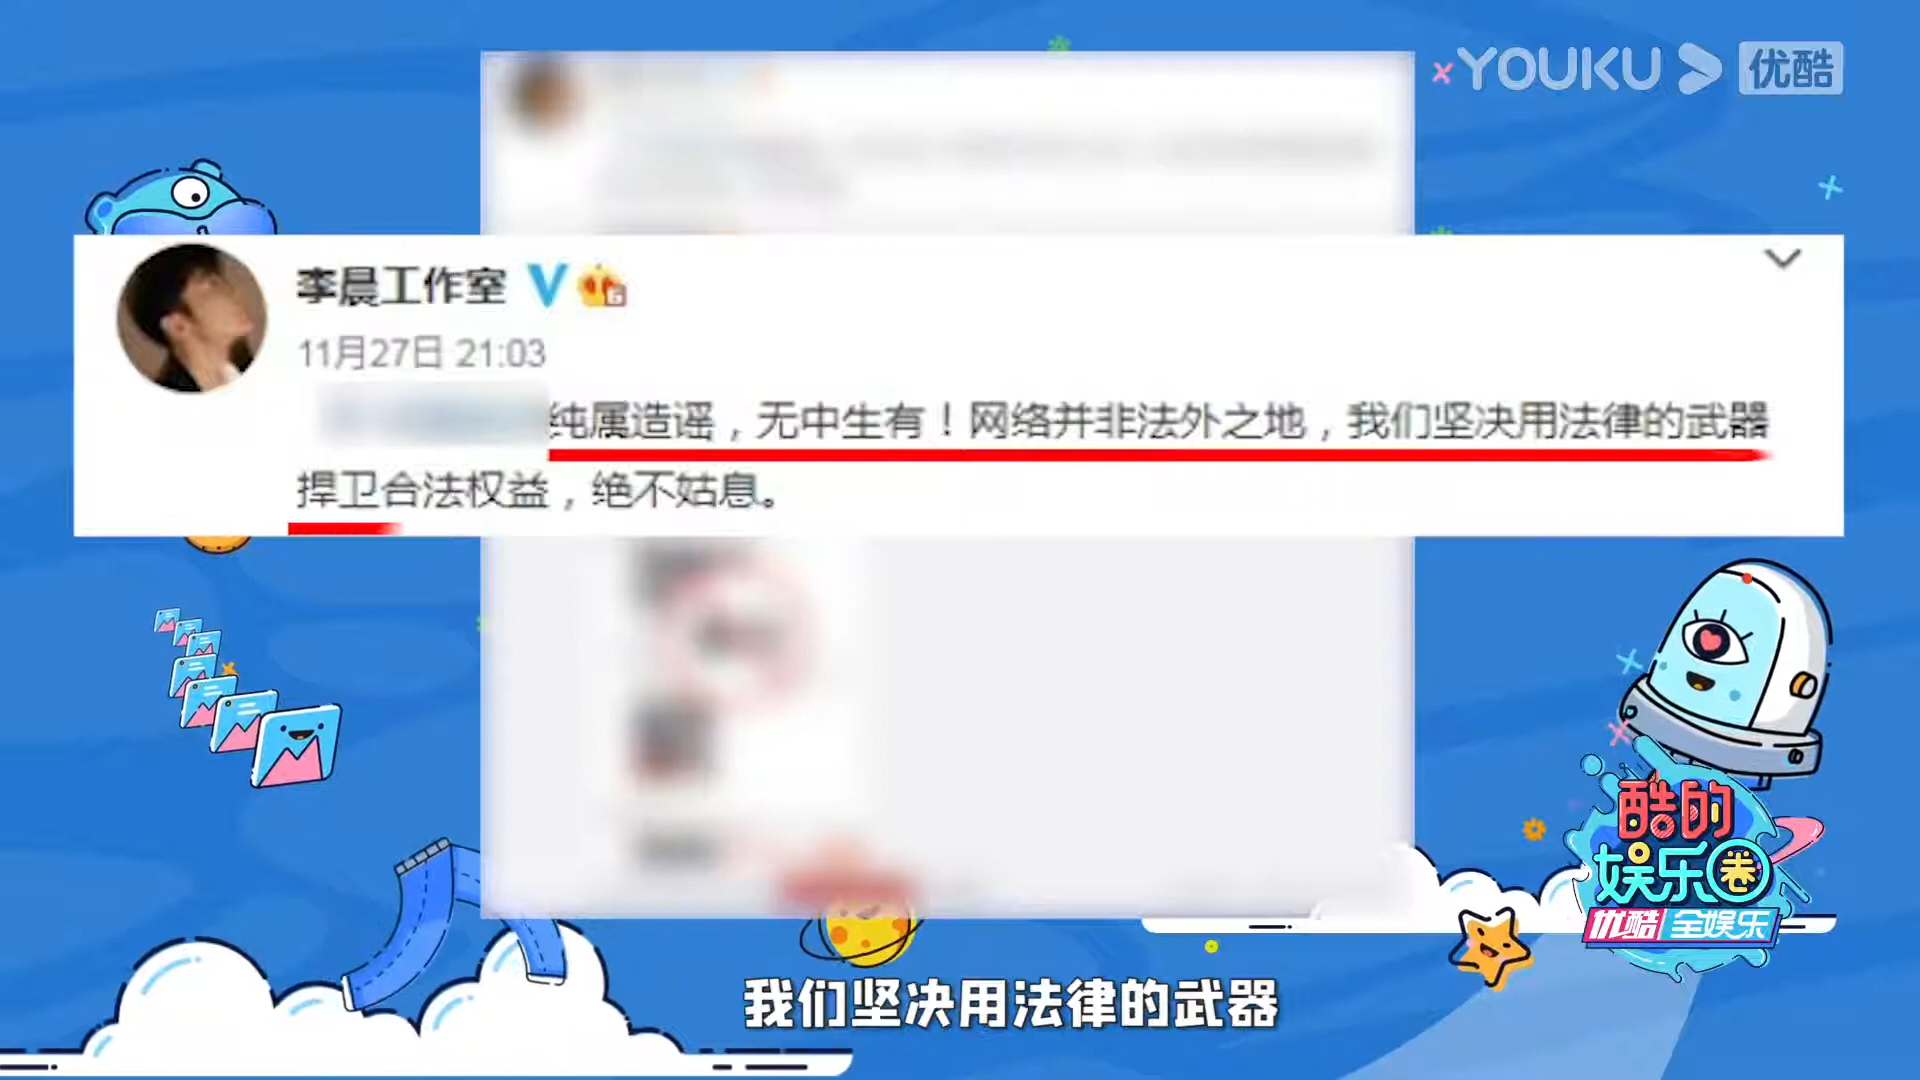 YOUKU 优酷
李晨工作室
11月27日 21:03
纯属造谣，无中生有！网络并非法外之地，我们坚决用法律的武器
捍卫合法权益，绝不姑息。
酷的
娱乐圈
优酷 全娱乐
我们坚决用法律的武器